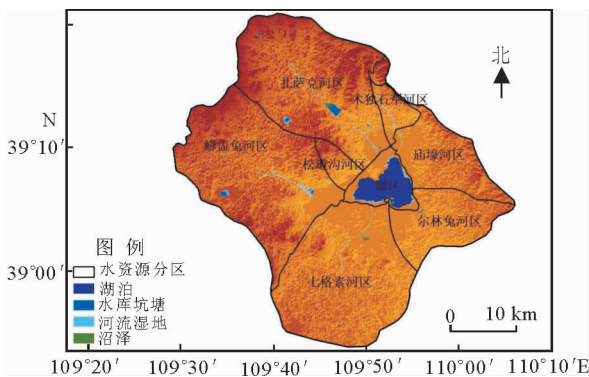 北
N
39°10′
39°00′
扎萨克河区
木独石犁河区
蟒盖兔河区
松道沟河区
庙壕河区
湖区
尔林兔河区
七格素河区
图 例
水资源分区
湖泊
水库坑塘
河流湿地
沼泽
0 10 km
109°20′ 109°30′ 109°40′ 109°50′ 110°00′ 110°10′E